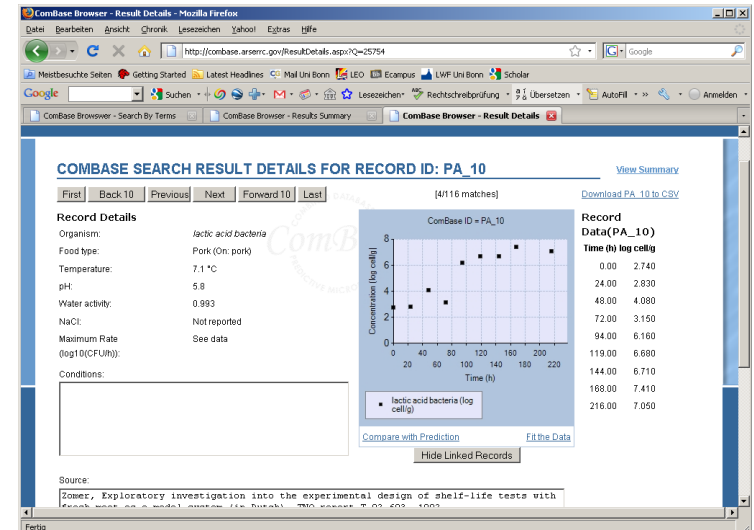 ComBase Browser - Result Details - Mozilla Firefox
Datei Bearbeiten Ansicht Chronik Lesezeichen Yahoo! Extras Hilfe
http://combase.arserrc.gov/ResultDetails.aspx?Q=25754
Google
Meistbesuchte Seiten Getting Started Latest Headlines Mail Uni Bonn LEO Ecampus LWF Uni Bonn Scholar
Google Suchen Lesezeichen Rechtschreibprüfung Übersetzen AutoFill Anmelden
ComBase Browswer - Search By Terms ComBase Browser - Results Summary ComBase Browser - Result Details
COMBASE SEARCH RESULT DETAILS FOR RECORD ID: PA_10 View Summary
First Back 10 Previous Next Forward 10 Last [4/116 matches] Download PA_10 to CSV
Record Details
Organism: lactic acid bacteria
Food type: Pork (On: pork)
Temperature: 7.1 °C
pH: 5.8
Water activity: 0.993
NaCl: Not reported
Maximum Rate See data
(log10(CFU/h)):
Conditions:
ComBase ID = PA_10
Concentration (log cell/g)
8
6
4
2
0
0 40 80 120 160 200
20 60 100 140 180 220
Time (h)
lactic acid bacteria (log
cell/g)
Compare with Prediction Fit the Data
Hide Linked Records
Record
Data(PA_10)
Time (h) log cell/g
0.00 2.740
24.00 2.830
48.00 4.080
72.00 3.150
94.00 6.160
119.00 6.680
144.00 6.710
168.00 7.410
216.00 7.050
Source:
Zomer, Exploratory investigation into the experimental design of shelf-life tests with
Fertig